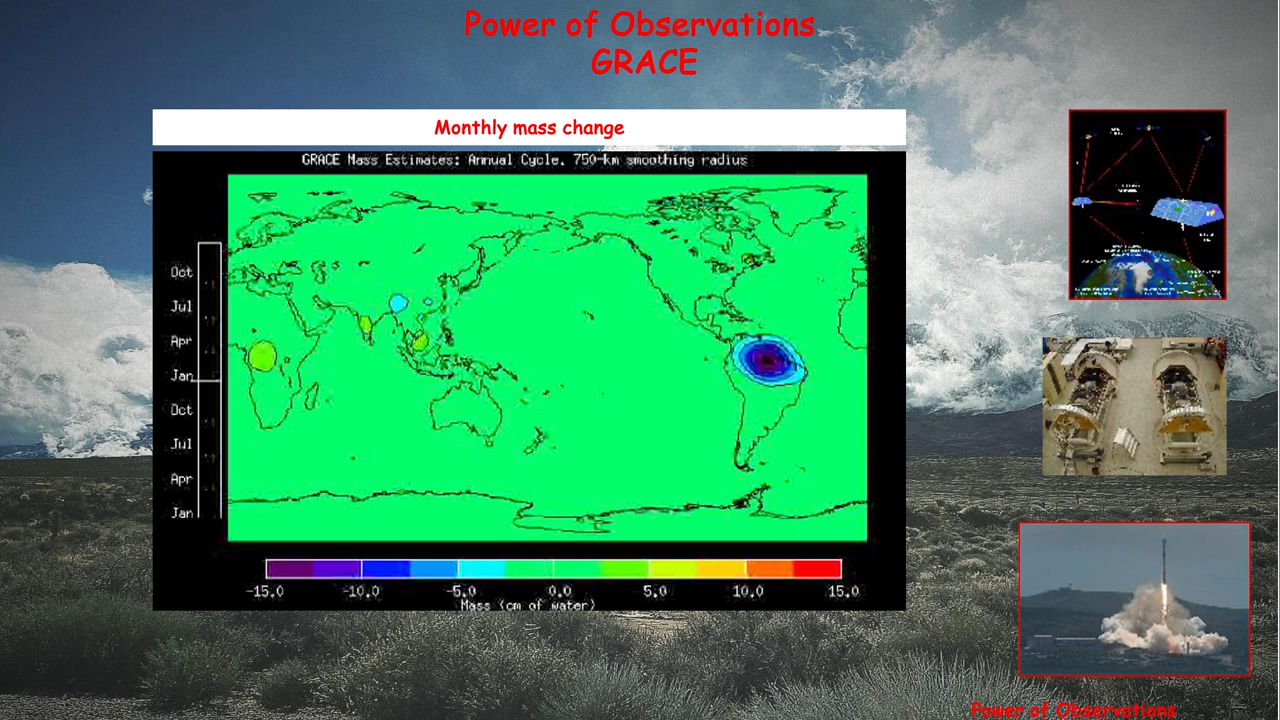 Power of Observations
GRACE
Monthly mass change
GRACE Mass Estimates: Annual Cycle. 750-km smoothing radius
Oct
Jul
Apr
Jan
Oct
Jul
Apr
Jan
-15.0 -10.0 -5.0 0.0 5.0 10.0 15.0
Mass (cm of water)
Power of Observations